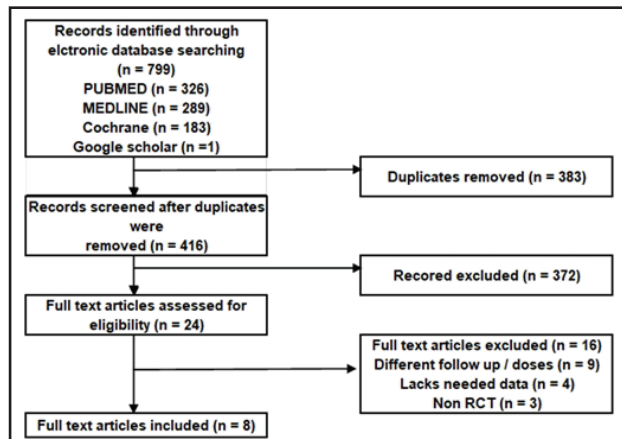 Records identified through
elctronic database searching
(n = 799)
PUBMED (n = 326)
MEDLINE (n = 289)
Cochrane (n = 183)
Google scholar (n =1)
Duplicates removed (n = 383)
Records screened after duplicates
were
removed (n = 416)
Recored excluded (n = 372)
Full text articles assessed for
eligibility (n = 24)
Full text articles excluded (n = 16)
Different follow up / doses (n = 9)
Lacks needed data (n = 4)
Non RCT (n = 3)
Full text articles included (n = 8)